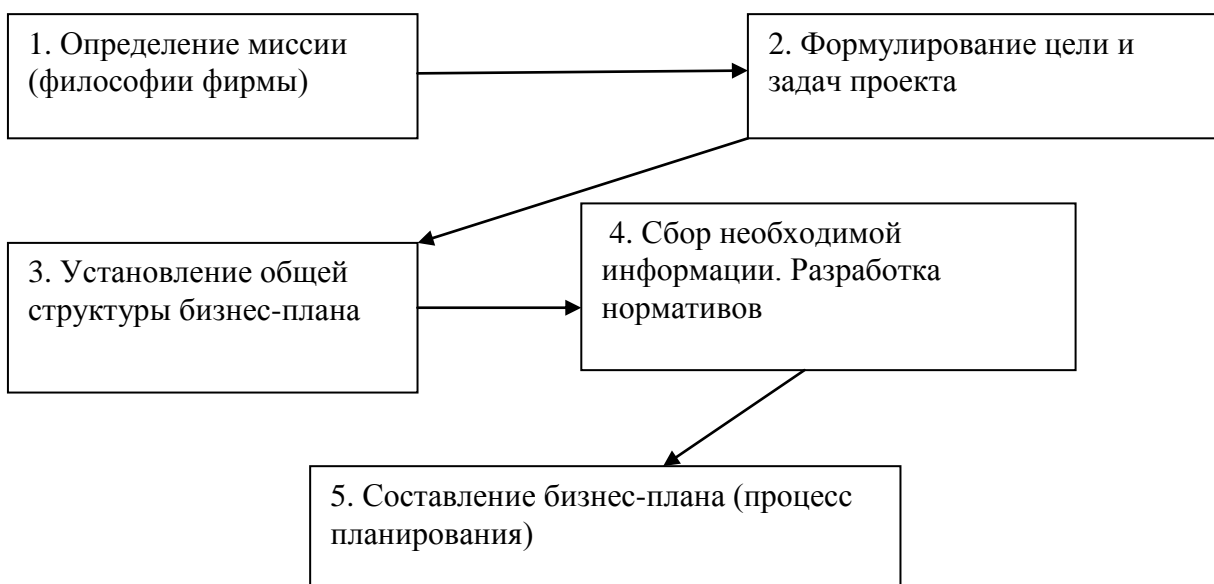 1. Определение миссии
(философии фирмы)
2. Формулирование цели и
задач проекта
3. Установление общей
структуры бизнес-плана
4. Сбор необходимой
информации. Разработка
нормативов
5. Составление бизнес-плана (процесс
планирования)